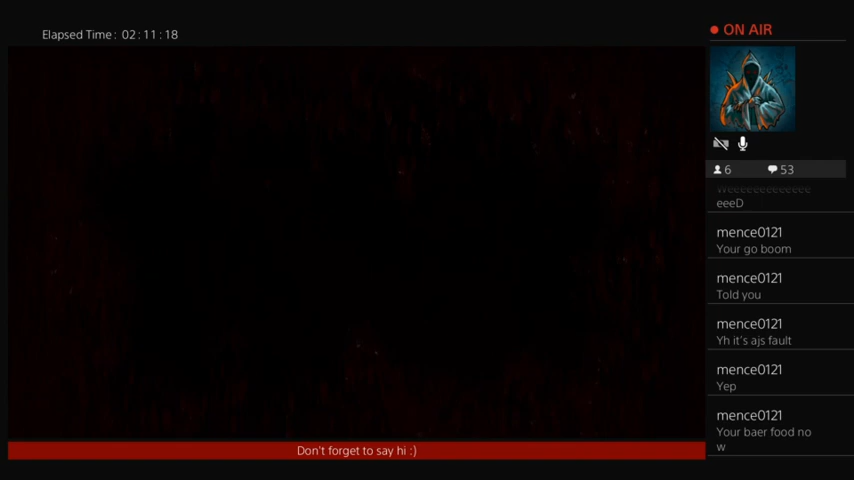 Elapsed Time: 02:11:18
ON AIR
6 53
weeeeeeeeeeeee
eeeD
mence0121
Your go boom
mence0121
Told you
mence0121
Yh it's ajs fault
mence0121
Yep
mence0121
Your baer food no
w
Don't forget to say hi :)